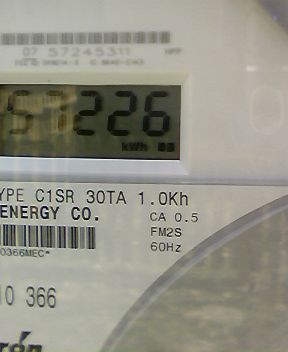 07 57245311
57226
kWh
YPE C1SR 30TA 1.0Kh
ENERGY CO.
CA 0.5
FM2S
60Hz
0366MEC*
10 366